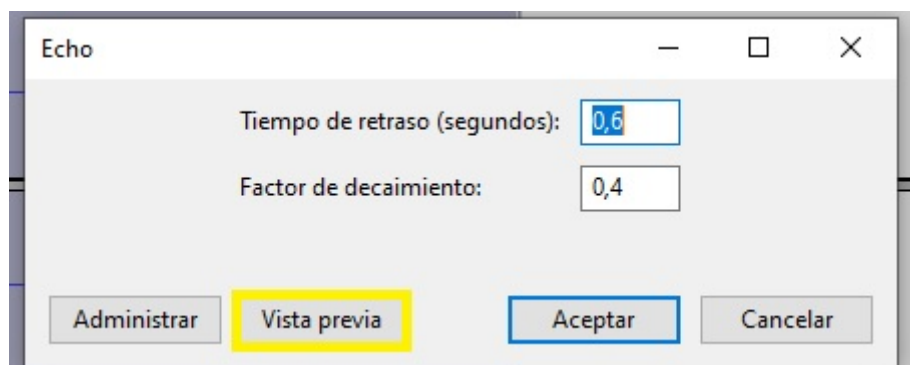 Echo
Tiempo de retraso (segundos): 0,6
Factor de decaimiento: 0,4
Administrar Vista previa Aceptar Cancelar